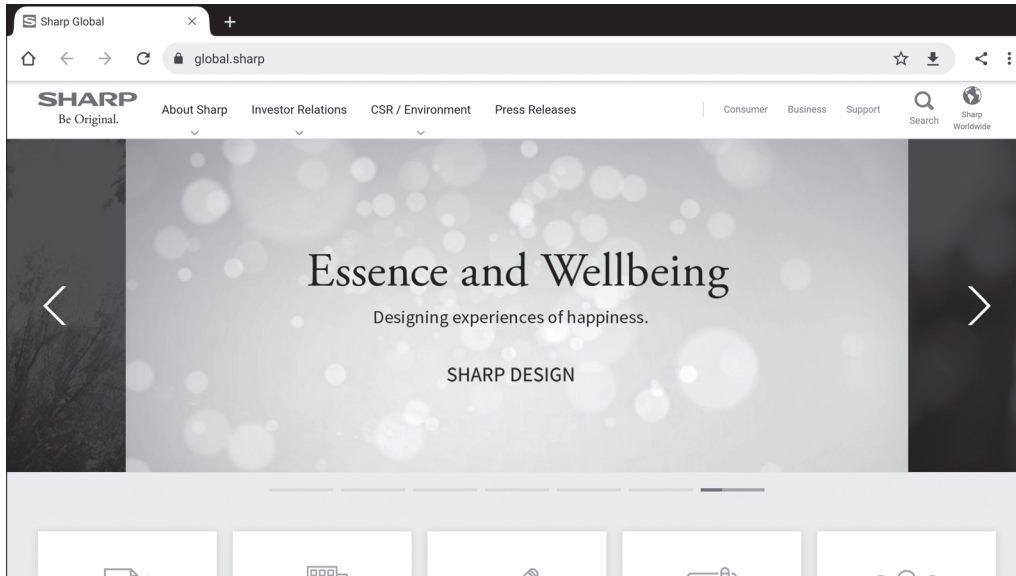 Sharp Global
global.sharp
SHARP
Be Original.
About Sharp
Investor Relations
CSR / Environment
Press Releases
Consumer
Business
Support
Search
Sharp
Worldwide
Essence and Wellbeing
Designing experiences of happiness.
SHARP DESIGN